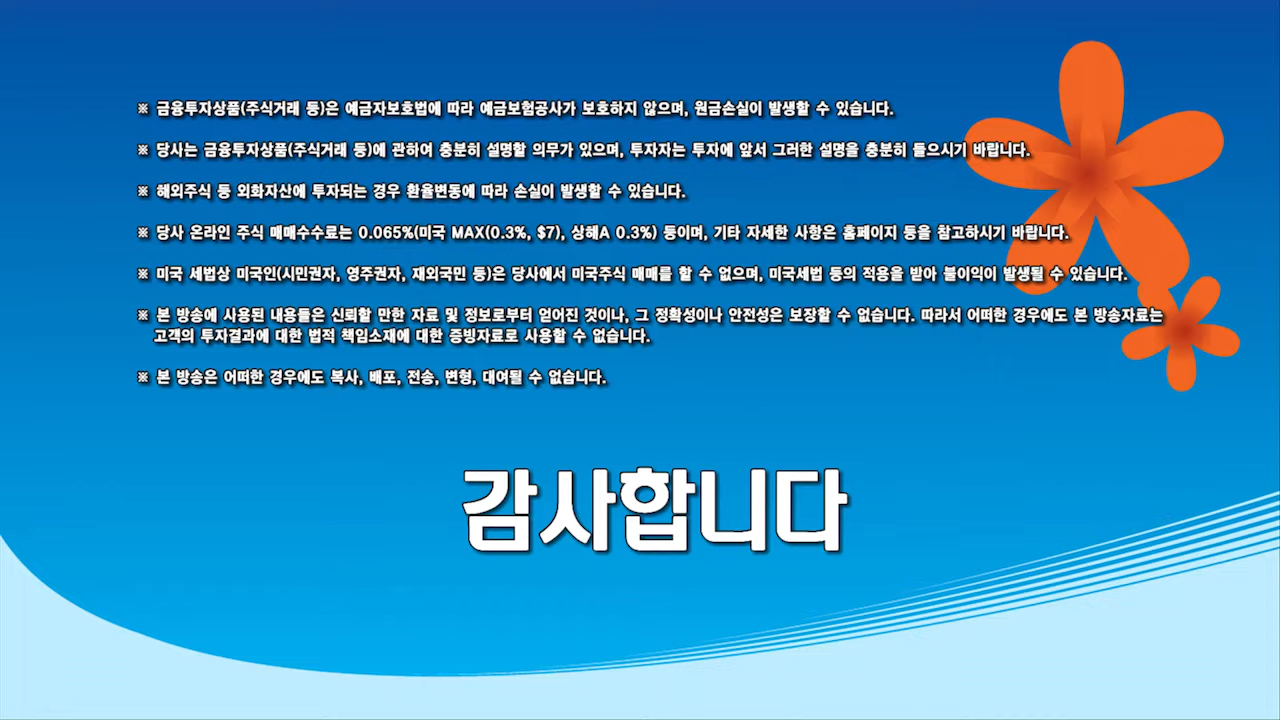 ※ 금융투자상품(주식거래 등)은 예금자보호법에 따라 예금보험공사가 보호하지 않으며, 원금손실이 발생할 수 있습니다.
※ 당사는 금융투자상품(주식거래 등)에 관하여 충분히 설명할 의무가 있으며, 투자자는 투자에 앞서 그러한 설명을 충분히 들으시기 바랍니다.
※ 해외주식 등 외화자산에 투자되는 경우 환율변동에 따라 손실이 발생할 수 있습니다.
※ 당사 온라인 주식 매매수수료는 0.065%(미국 MAX(0.3%, $7), 상해A 0.3%) 등이며, 기타 자세한 사항은 홈페이지 등을 참고하시기 바랍니다.
※ 미국 세법상 미국인(시민권자, 영주권자, 재외국민 등)은 당사에서 미국주식 매매를 할 수 없으며, 미국세법 등의 적용을 받아 불이익이 발생될 수 있습니다.
※ 본 방송에 사용된 내용들은 신뢰할 만한 자료 및 정보로부터 얻어진 것이나, 그 정확성이나 안전성은 보장할 수 없습니다. 따라서 어떠한 경우에도 본 방송자료는
고객의 투자결과에 대한 법적 책임소재에 대한 증빙자료로 사용할 수 없습니다.
※ 본 방송은 어떠한 경우에도 복사, 배포, 전송, 변형, 대여될 수 없습니다.
감사합니다